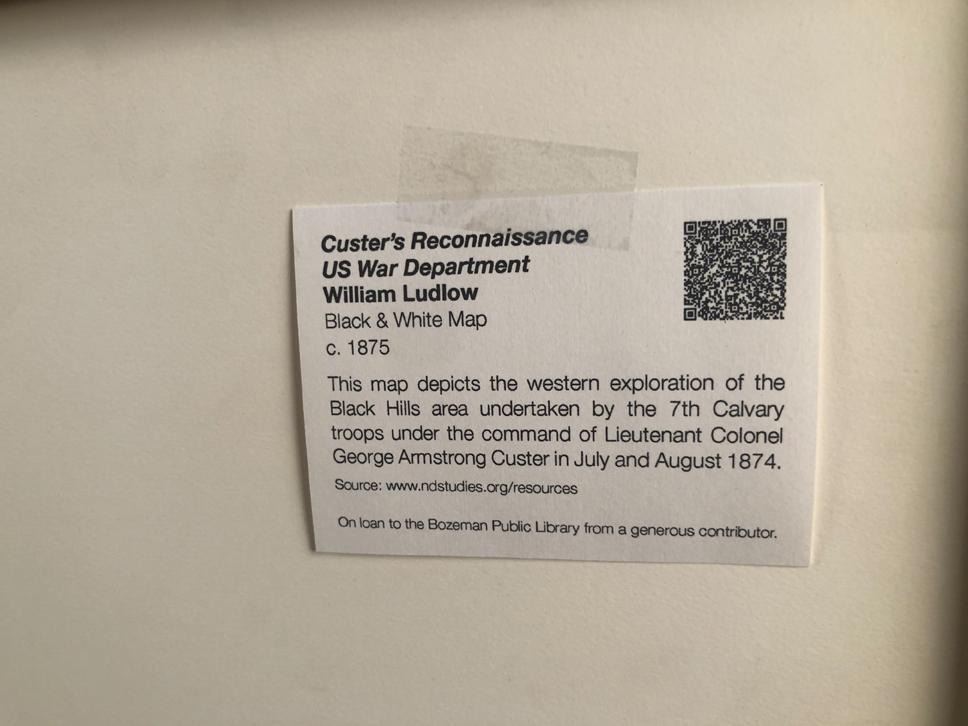 Custer's Reconnaissance
US War Department
William Ludlow
Black & White Map
c. 1875
This map depicts the western exploration of the
Black Hills area undertaken by the 7th Calvary
troops under the command of Lieutenant Colonel
George Armstrong Custer in July and August 1874.
Source: www.ndstudies.org/resources
On loan to the Bozeman Public Library from a generous contributor.